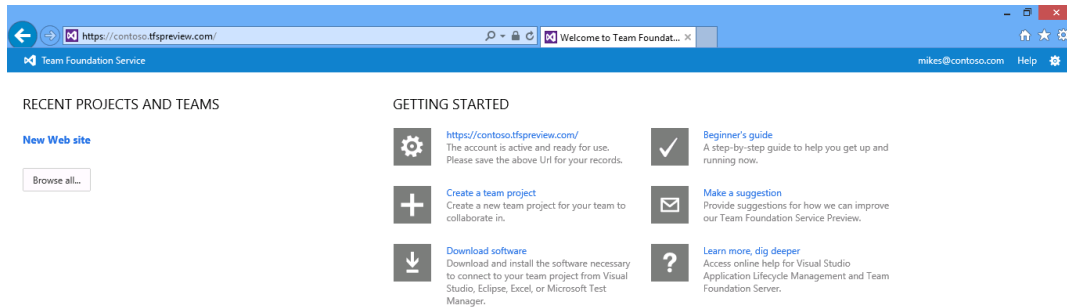 https://contoso.tfspreview.com/
Welcome to Team Foundat...
Team Foundation Service
mikes@contoso.com Help
RECENT PROJECTS AND TEAMS
New Web site
Browse all...
GETTING STARTED
https://contoso.tfspreview.com/
The account is active and ready for use.
Please save the above Url for your records.
Beginner's guide
A step-by-step guide to help you get up and
running now.
Create a team project
Create a new team project for your team to
collaborate in.
Make a suggestion
Provide suggestions for how we can improve
our Team Foundation Service Preview.
Download software
Download and install the software necessary
to connect to your team project from Visual
Studio, Eclipse, Excel, or Microsoft Test
Manager.
Learn more, dig deeper
Access online help for Visual Studio
Application Lifecycle Management and Team
Foundation Server.